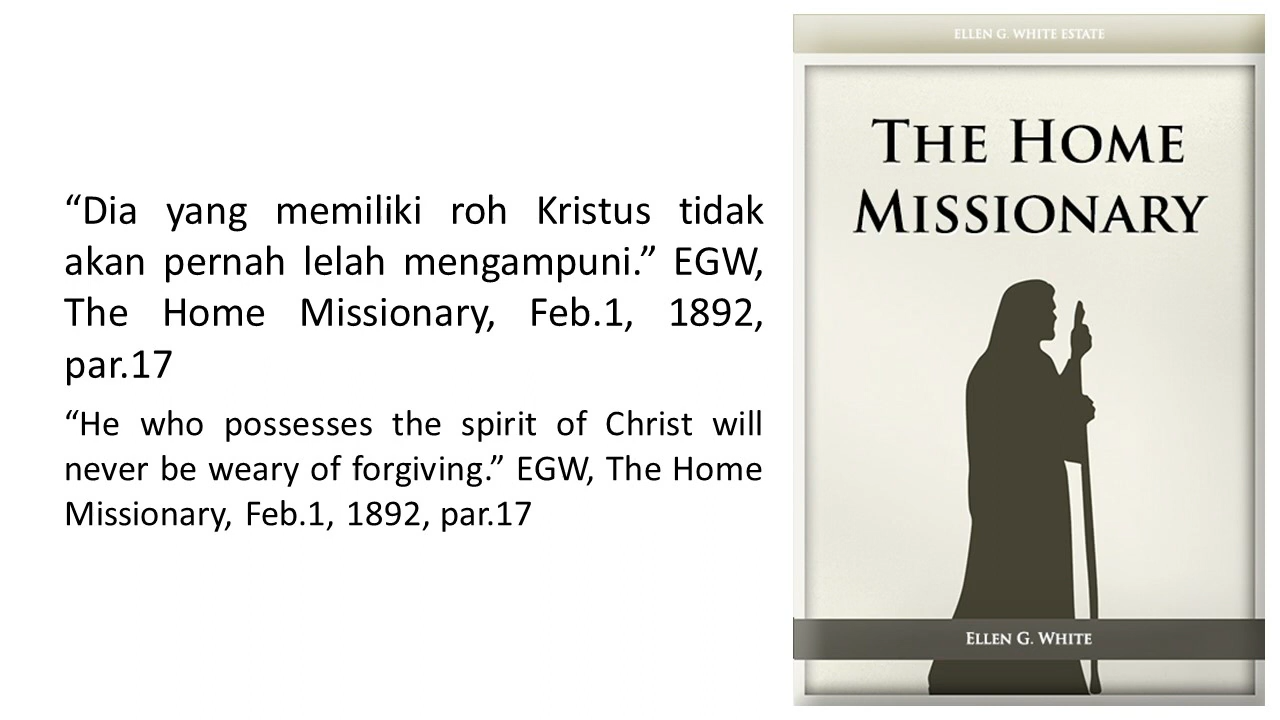 “Dia yang memiliki roh Kristus tidak
akan pernah lelah mengampuni.” EGW,
The Home Missionary, Feb.1, 1892,
par.17
“He who possesses the spirit of Christ will
never be weary of forgiving.” EGW, The Home
Missionary, Feb.1, 1892, par.17
ELLEN G. WHITE ESTATE
THE HOME
MISSIONARY
ELLEN G. WHITE